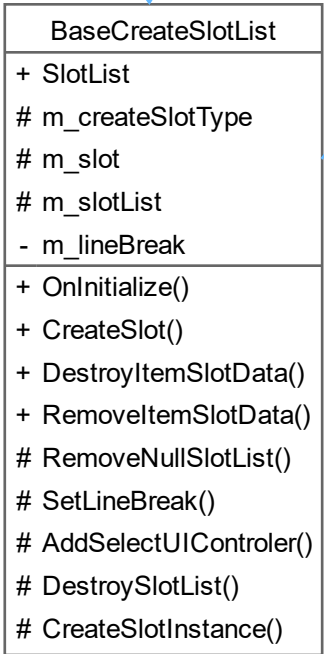 BaseCreateSlotList
+ SlotList
# m_createSlotType
# m_slot
# m_slotList
- m_lineBreak
+ OnInitialize()
+ CreateSlot()
+ DestroyItemSlotData()
+ RemoveItemSlotData()
# RemoveNullSlotList()
# SetLineBreak()
# AddSelectUIControler()
# DestroySlotList()
# CreateSlotInstance()